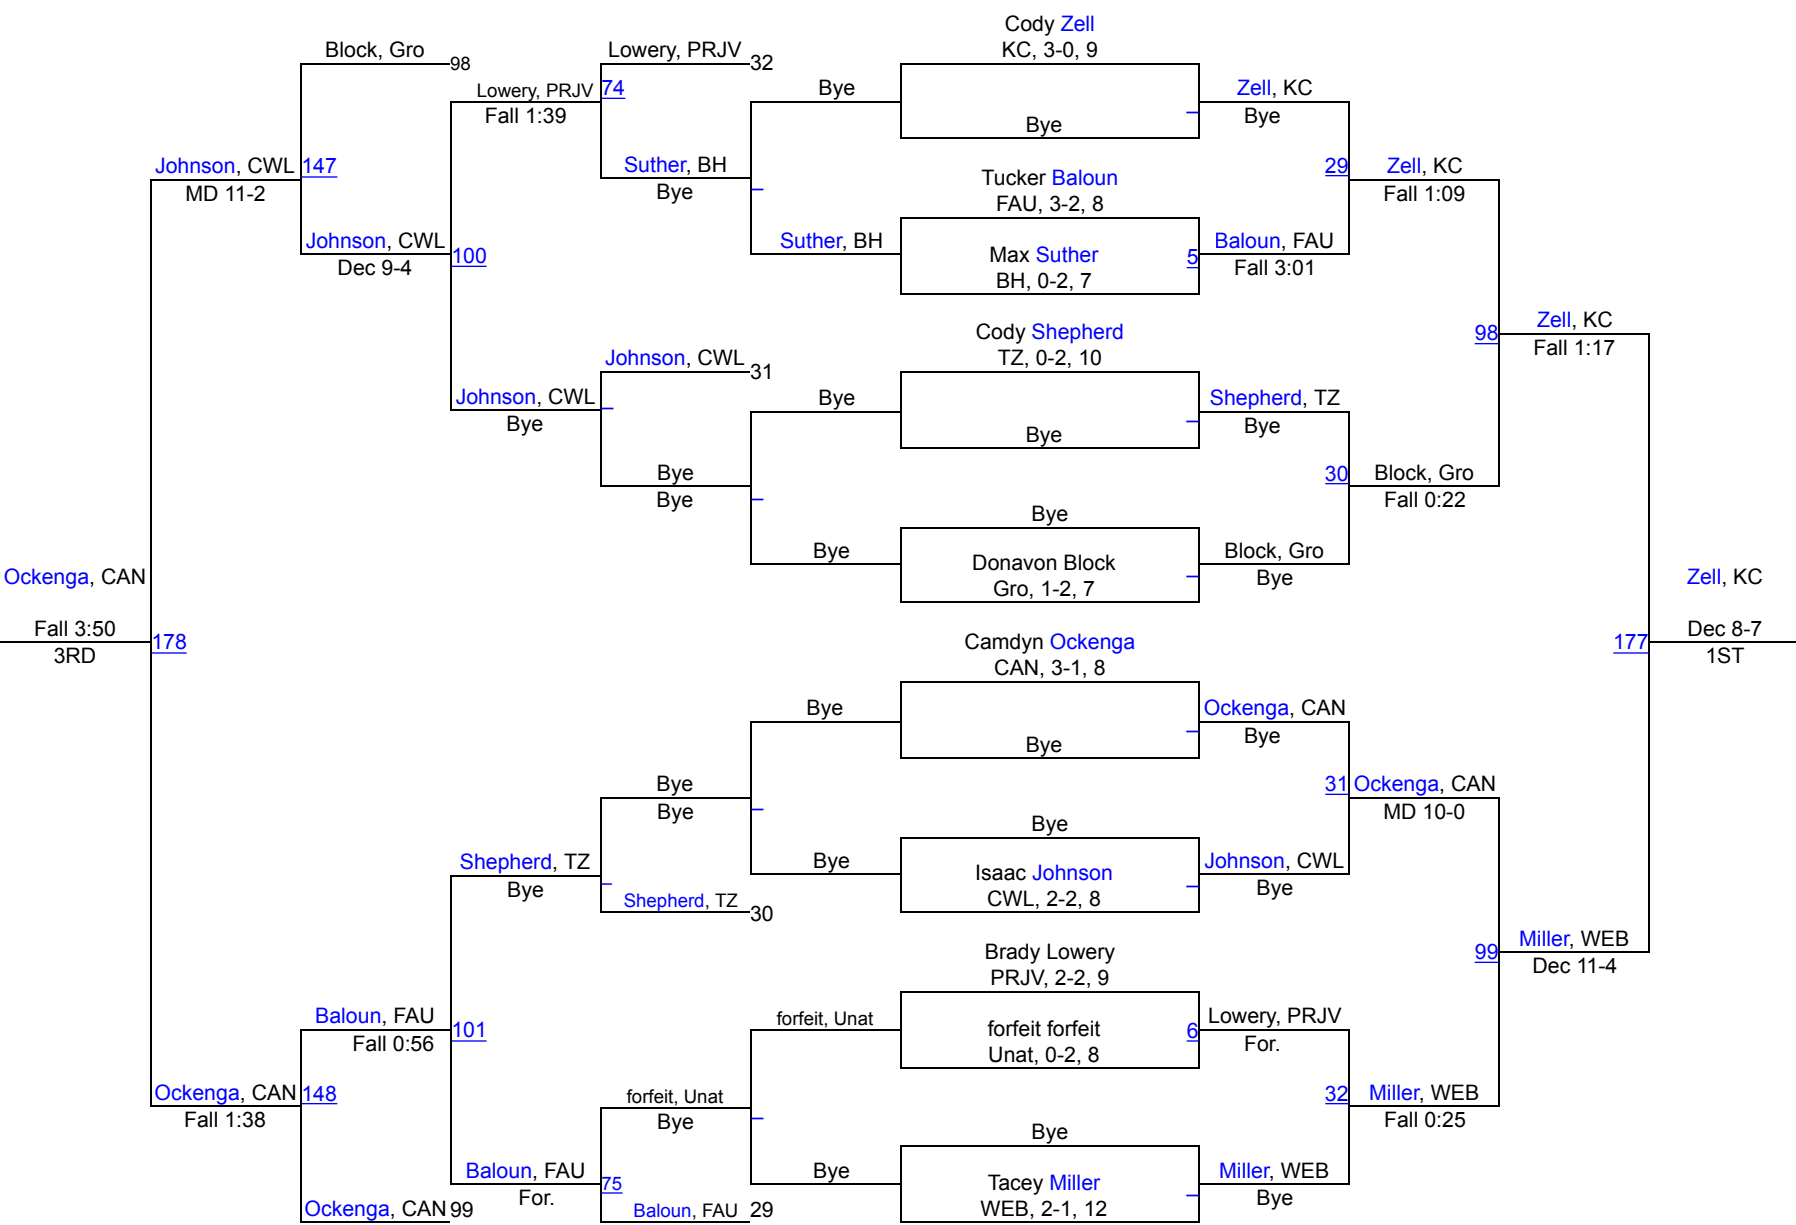 Cody Zell
KC, 3-0, 9
Block, Gro
98
Lowery, PRJV
32
Lowery, PRJV
74
Fall 1:39
Bye
Bye
Zell, KC
Bye
Johnson, CWL
147
MD 11-2
Suther, BH
Bye
Tucker Baloun
FAU, 3-2, 8
29
Zell, KC
Fall 1:09
Johnson, CWL
100
Dec 9-4
Suther, BH
Max Suther
BH, 0-2, 7
5
Baloun, FAU
Fall 3:01
Cody Shepherd
TZ, 0-2, 10
98
Zell, KC
Fall 1:17
Johnson, CWL
31
Johnson, CWL
Bye
Bye
Bye
Shepherd, TZ
Bye
Bye
Bye
30
Block, Gro
Fall 0:22
Bye
Bye
Donavon Block
Gro, 1-2, 7
Block, Gro
Bye
Ockenga, CAN
Fall 3:50
3RD
178
Zell, KC
177
Dec 8-7
1ST
Camdyn Ockenga
CAN, 3-1, 8
Bye
Bye
Ockenga, CAN
Bye
Bye
Bye
31
Ockenga, CAN
MD 10-0
Bye
Bye
Isaac Johnson
CWL, 2-2, 8
Johnson, CWL
Bye
Shepherd, TZ
Bye
Shepherd, TZ
30
Brady Lowery
PRJV, 2-2, 9
99
Miller, WEB
Dec 11-4
Baloun, FAU
101
Fall 0:56
forfeit, Unat
forfeit forfeit
Unat, 0-2, 8
6
Lowery, PRJV
For.
Ockenga, CAN
148
Fall 1:38
forfeit, Unat
Bye
32
Miller, WEB
Fall 0:25
Bye
Baloun, FAU
75
For.
Bye
Tacey Miller
WEB, 2-1, 12
Miller, WEB
Bye
Ockenga, CAN
99
Baloun, FAU
29